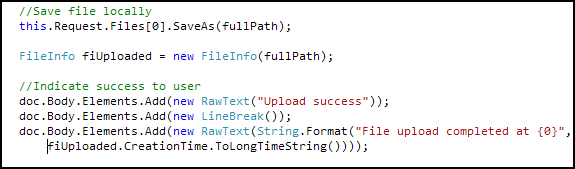 //Save file locally
this.Request.Files[0].SaveAs(fullPath);
FileInfo fiUploaded = new FileInfo(fullPath);
//Indicate success to user
doc.Body.Elements.Add(new RawText("Upload success"));
doc.Body.Elements.Add(new LineBreak());
doc.Body.Elements.Add(new RawText(String.Format("File upload completed at {0}",
fiUploaded.CreationTime.ToLongTimeString())));